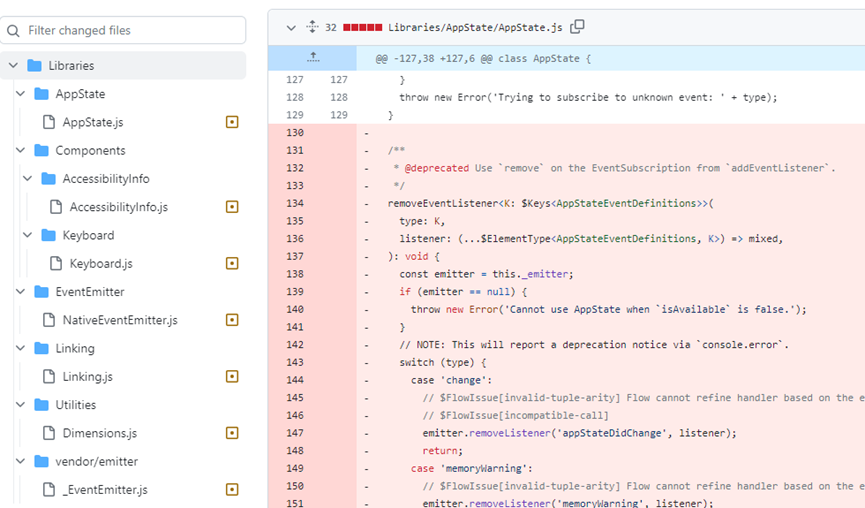 Filter changed files
Libraries
AppState
AppState.js
Components
AccessibilityInfo
AccessibilityInfo.js
Keyboard
Keyboard.js
EventEmitter
NativeEventEmitter.js
Linking
Linking.js
Utilities
Dimensions.js
vendor/emitter
_EventEmitter.js
32 Libraries/AppState/AppState.js
@@ -127,38 +127,6 @@ class AppState {
127 127 }
128 128 throw new Error('Trying to subscribe to unknown event: ' + type);
129 129 }
130 -
131 - /**
132 - * @deprecated Use `remove` on the EventSubscription from `addEventListener`.
133 - */
134 - removeEventListener<K: $Keys<AppStateEventDefinitions>>(
135 - type: K,
136 - listener: (...$ElementType<AppStateEventDefinitions, K>) => mixed,
137 - ): void {
138 - const emitter = this._emitter;
139 - if (emitter == null) {
140 - throw new Error('Cannot use AppState when `isAvailable` is false.');
141 - }
142 - // NOTE: This will report a deprecation notice via `console.error`.
143 - switch (type) {
144 - case 'change':
145 - // $FlowIssue[invalid-tuple-arity] Flow cannot refine handler based on the e
146 - // $FlowIssue[incompatible-call]
147 - emitter.removeListener('appStateDidChange', listener);
148 - return;
149 - case 'memoryWarning':
150 - // $FlowIssue[invalid-tuple-arity] Flow cannot refine handler based on the e
151 - emitter.removeListener('memoryWarning', listener);